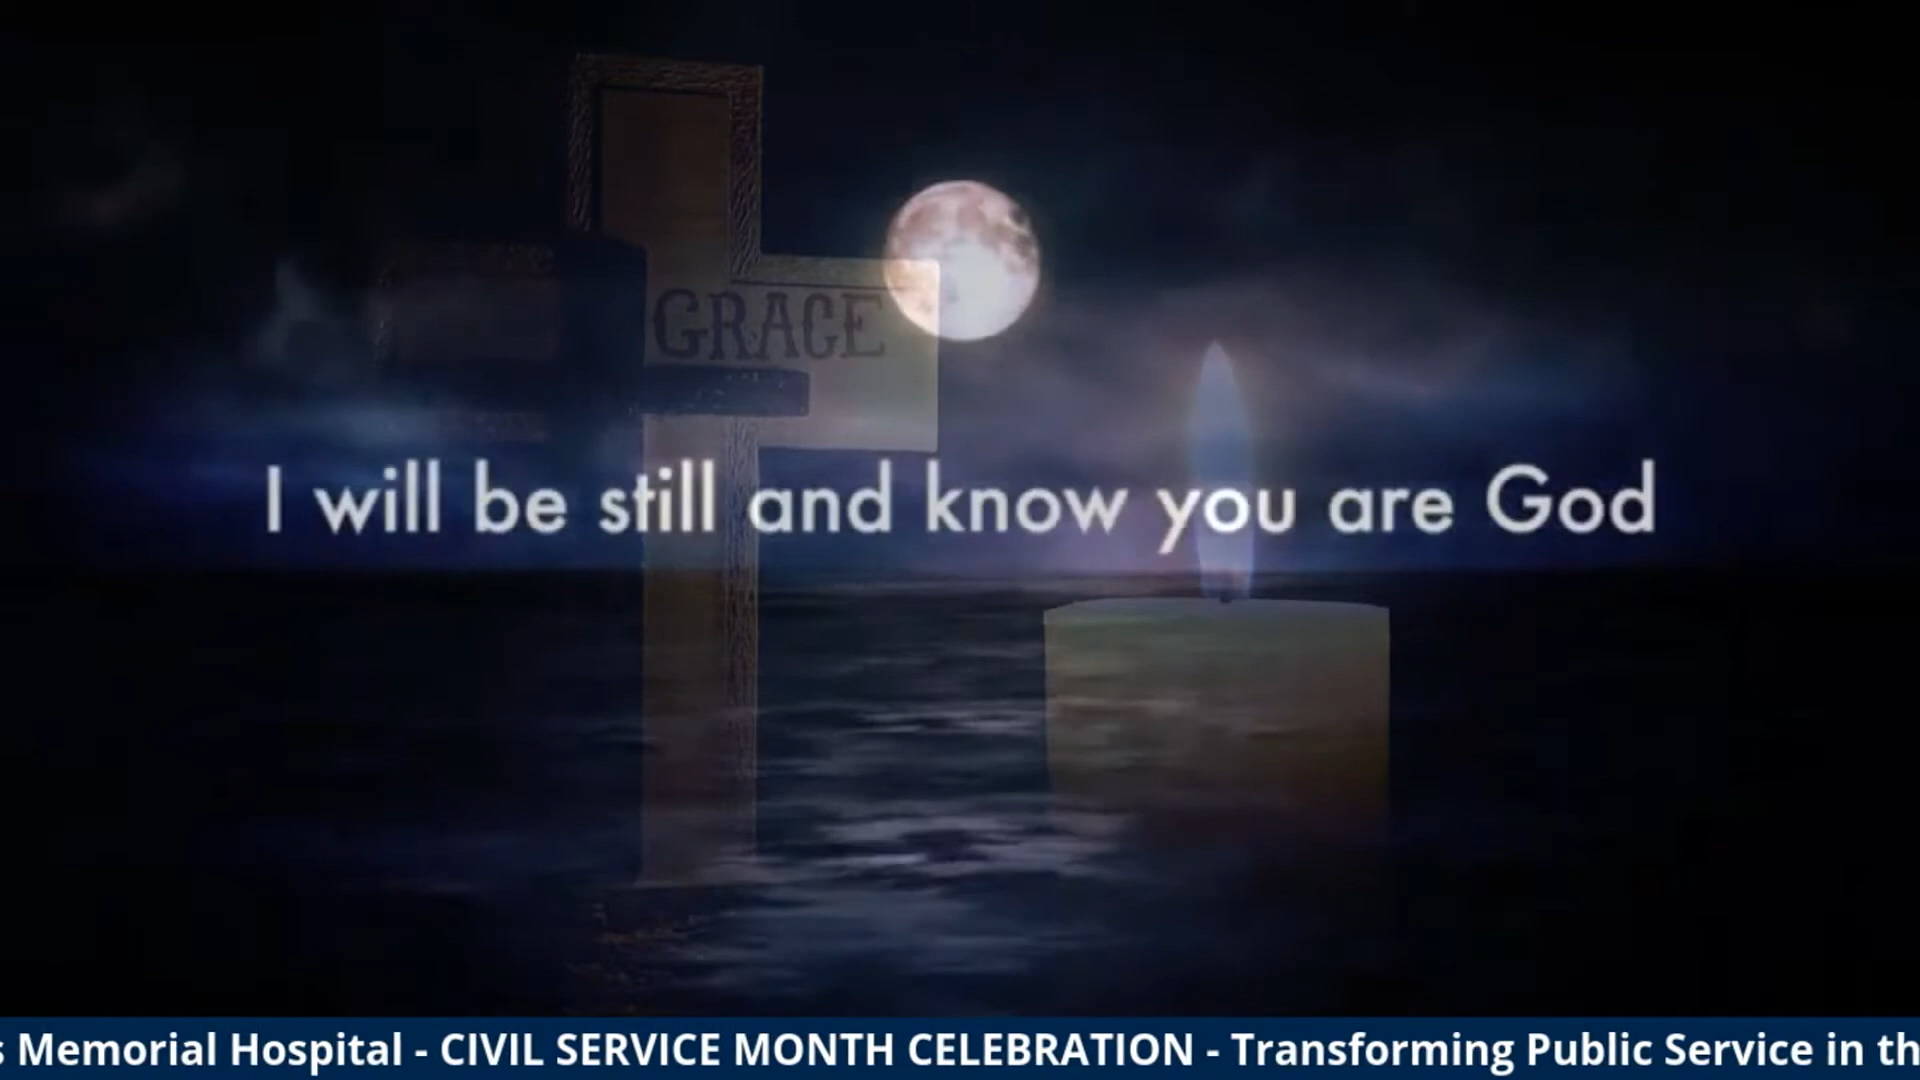 GRACE
I will be still and know you are God
Memorial Hospital - CIVIL SERVICE MONTH CELEBRATION - Transforming Public Service in